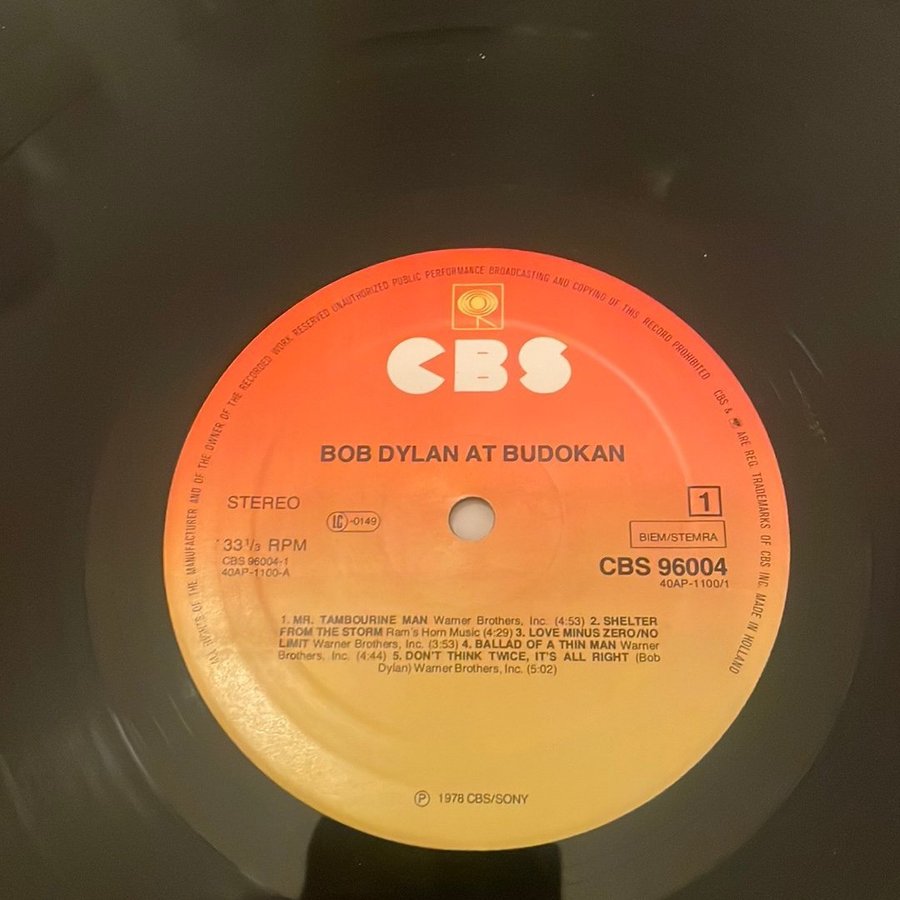 ALL RIGHTS OF THE MANUFACTURER AND OF THE OWNER OF THE RECORDED WORK RESERVED UNAUTHORIZED PUBLIC PERFORMANCE BROADCASTING AND COPYING OF THIS RECORD PROHIBITED
CBS & ARE REG. TRADEMARKS OF CBS INC. MADE IN HOLLAND
CBS
BOB DYLAN AT BUDOKAN
STEREO
LC-0149
1
33 1/3 RPM
BIEM/STEMRA
CBS 96004-1
CBS 96004
40AP-1100-A
40AP-1100/1
1. MR. TAMBOURINE MAN Warner Brothers, Inc. (4:53) 2. SHELTER
FROM THE STORM Ram's Horn Music (4:29) 3. LOVE MINUS ZERO/NO
LIMIT Warner Brothers, Inc. (3:53) 4. BALLAD OF A THIN MAN Warner
Brothers, Inc. (4:44) 5. DON'T THINK TWICE, IT'S ALL RIGHT (Bob
Dylan) Warner Brothers, Inc. (5:02)
℗ 1978 CBS/SONY